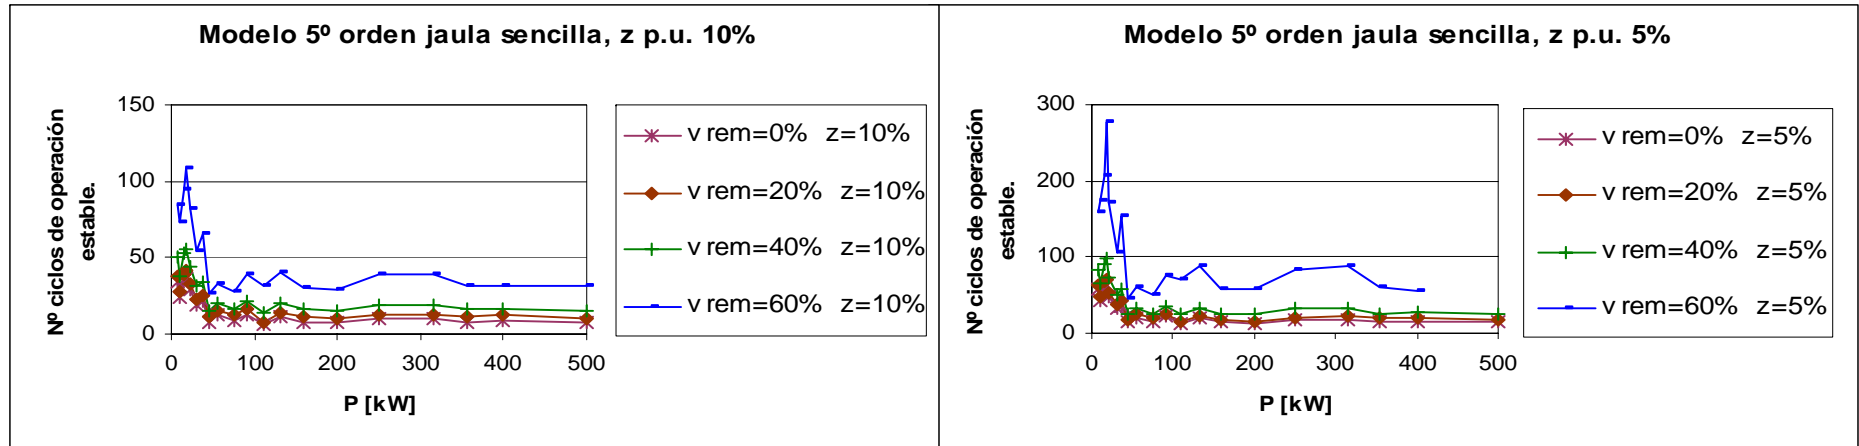 Modelo 5º orden jaula sencilla, z p.u. 10%
Nº ciclos de operación
estable.
150
100
50
0
0 100 200 300 400 500
P [kW]
v rem=0% z=10%
v rem=20% z=10%
v rem=40% z=10%
v rem=60% z=10%
Modelo 5º orden jaula sencilla, z p.u. 5%
Nº ciclos de operación
estable.
300
200
100
0
0 100 200 300 400 500
P [kW]
v rem=0% z=5%
v rem=20% z=5%
v rem=40% z=5%
v rem=60% z=5%